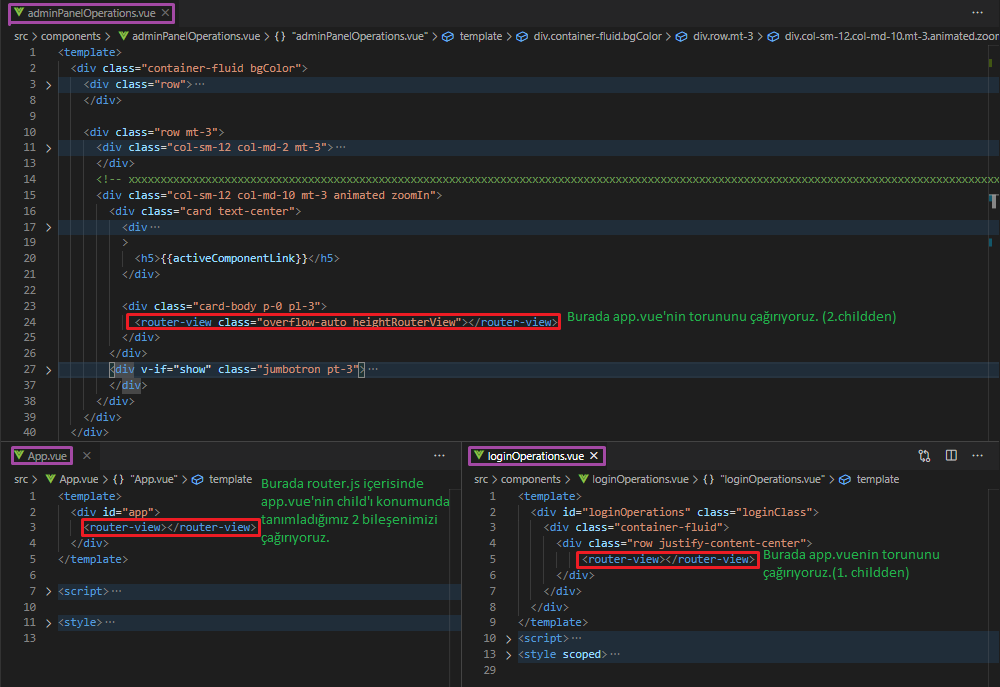 adminPanelOperations.vue ×
...
src > components > adminPanelOperations.vue > {} "adminPanelOperations.vue" > template > div.container-fluid.bgColor > div.row.mt-3 > div.col-sm-12.col-md-10.mt-3.animated.zoom
1 <template>
2 <div class="container-fluid bgColor">
3 > <div class="row">···
8 </div>
9
10 <div class="row mt-3">
11 > <div class="col-sm-12 col-md-2 mt-3">···
13 </div>
15 <div class="col-sm-12 col-md-10 mt-3 animated zoomIn">
16 <div class="card text-center">
17 > <div···
19 >
20 <h5>{{activeComponentLink}}</h5>
21 </div>
22
23 <div class="card-body p-0 pl-3">
24 <router-view class="overflow-auto heightRouterView"></router-view> Burada app.vue'nin torununu çağırıyoruz. (2.childden)
25 </div>
26 </div>
27 > <div v-if="show" class="jumbotron pt-3">···
37 </div>
38 </div>
39 </div>
40 </div>
App.vue ×
...
src > App.vue > {} "App.vue" > template
1 <template>
2 <div id="app">
3 <router-view></router-view>
4 </div>
5 </template>
6
7 > <script>···
10
11 > <style>···
13
Burada router.js içerisinde
app.vue'nin child'ı konumunda
tanımladığımız 2 bileşenimizi
çağırıyoruz.
loginOperations.vue ×
...
src > components > loginOperations.vue > {} "loginOperations.vue" > template
1 <template>
2 <div id="loginOperations" class="loginClass">
3 <div class="container-fluid">
4 <div class="row justify-content-center">
5 <router-view></router-view>
6 </div>
7 </div>
8 </div>
9 </template>
10 > <script>···
13 > <style scoped>···
29
Burada app.vuenin torununu
çağırıyoruz.(1. childden)